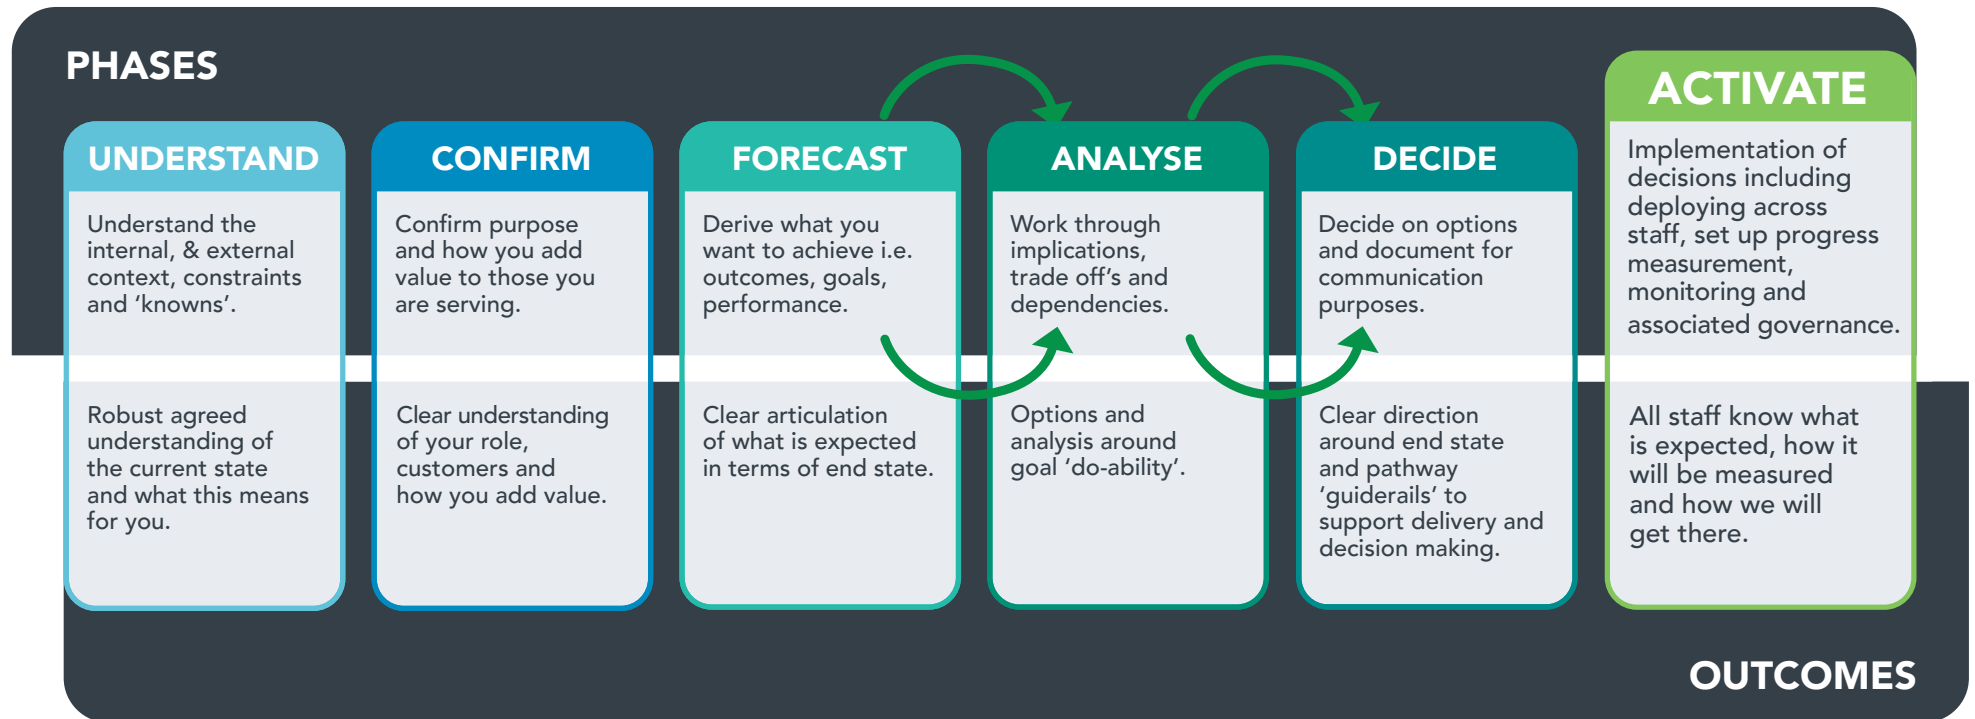 PHASES
UNDERSTAND
Understand the
internal, & external
context, constraints
and ‘knowns’.
Robust agreed
understanding of
the current state
and what this means
for you.
CONFIRM
Confirm purpose
and how you add
value to those you
are serving.
Clear understanding
of your role,
customers and
how you add value.
FORECAST
Derive what you
want to achieve i.e.
outcomes, goals,
performance.
Clear articulation
of what is expected
in terms of end state.
ANALYSE
Work through
implications,
trade off’s and
dependencies.
Options and
analysis around
goal ‘do-ability’.
DECIDE
Decide on options
and document for
communication
purposes.
Clear direction
around end state
and pathway
‘guiderails’ to
support delivery and
decision making.
ACTIVATE
Implementation of
decisions including
deploying across
staff, set up progress
measurement,
monitoring and
associated governance.
All staff know what
is expected, how it
will be measured
and how we will
get there.
OUTCOMES